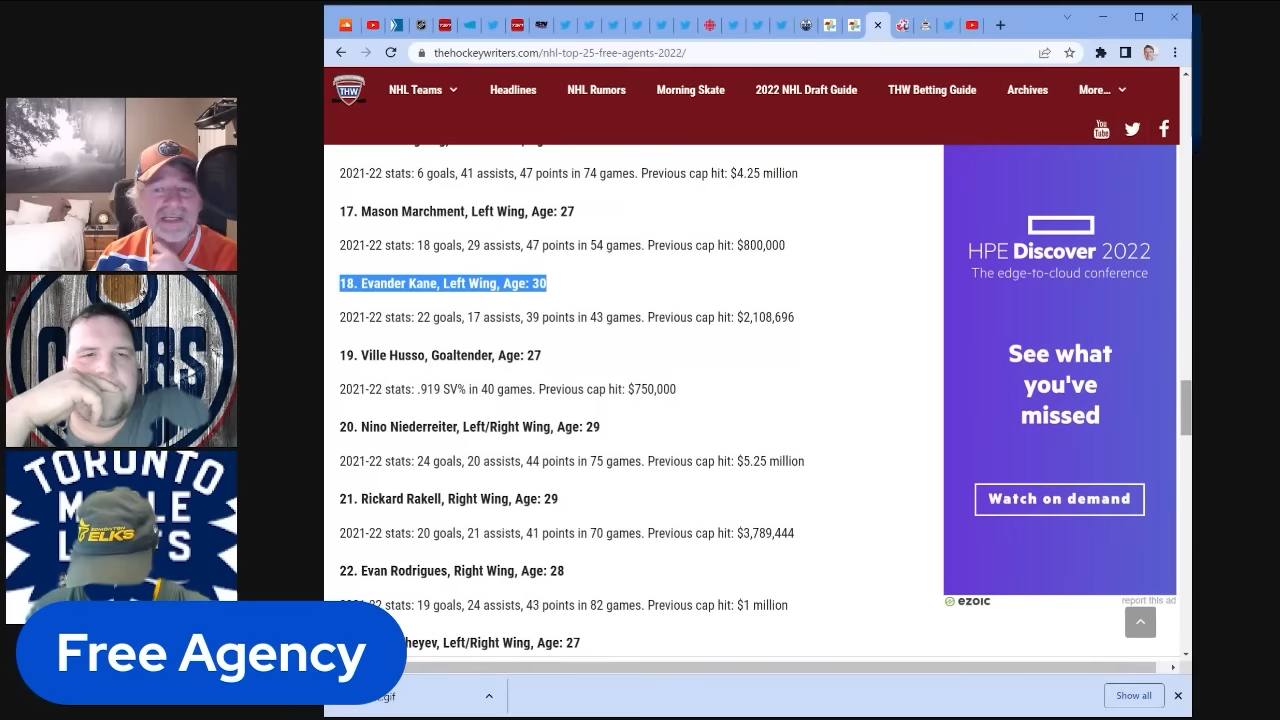 thehockeywriters.com/nhl-top-25-free-agents-2022/
THW
NHL Teams
Headlines
NHL Rumors
Morning Skate
2022 NHL Draft Guide
THW Betting Guide
Archives
More...
You Tube
2021-22 stats: 6 goals, 41 assists, 47 points in 74 games. Previous cap hit: $4.25 million
17. Mason Marchment, Left Wing, Age: 27
2021-22 stats: 18 goals, 29 assists, 47 points in 54 games. Previous cap hit: $800,000
18. Evander Kane, Left Wing, Age: 30
2021-22 stats: 22 goals, 17 assists, 39 points in 43 games. Previous cap hit: $2,108,696
19. Ville Husso, Goaltender, Age: 27
2021-22 stats: .919 SV% in 40 games. Previous cap hit: $750,000
20. Nino Niederreiter, Left/Right Wing, Age: 29
2021-22 stats: 24 goals, 20 assists, 44 points in 75 games. Previous cap hit: $5.25 million
21. Rickard Rakell, Right Wing, Age: 29
2021-22 stats: 20 goals, 21 assists, 41 points in 70 games. Previous cap hit: $3,789,444
22. Evan Rodrigues, Right Wing, Age: 28
stats: 19 goals, 24 assists, 43 points in 82 games. Previous cap hit: $1 million
heyev, Left/Right Wing, Age: 27
HPE Discover 2022
The edge-to-cloud conference
See what
you've
missed
Watch on demand
ezoic
report this ad
TORONTO
EDMONTON
ELKS
Free Agency
gif
Show all